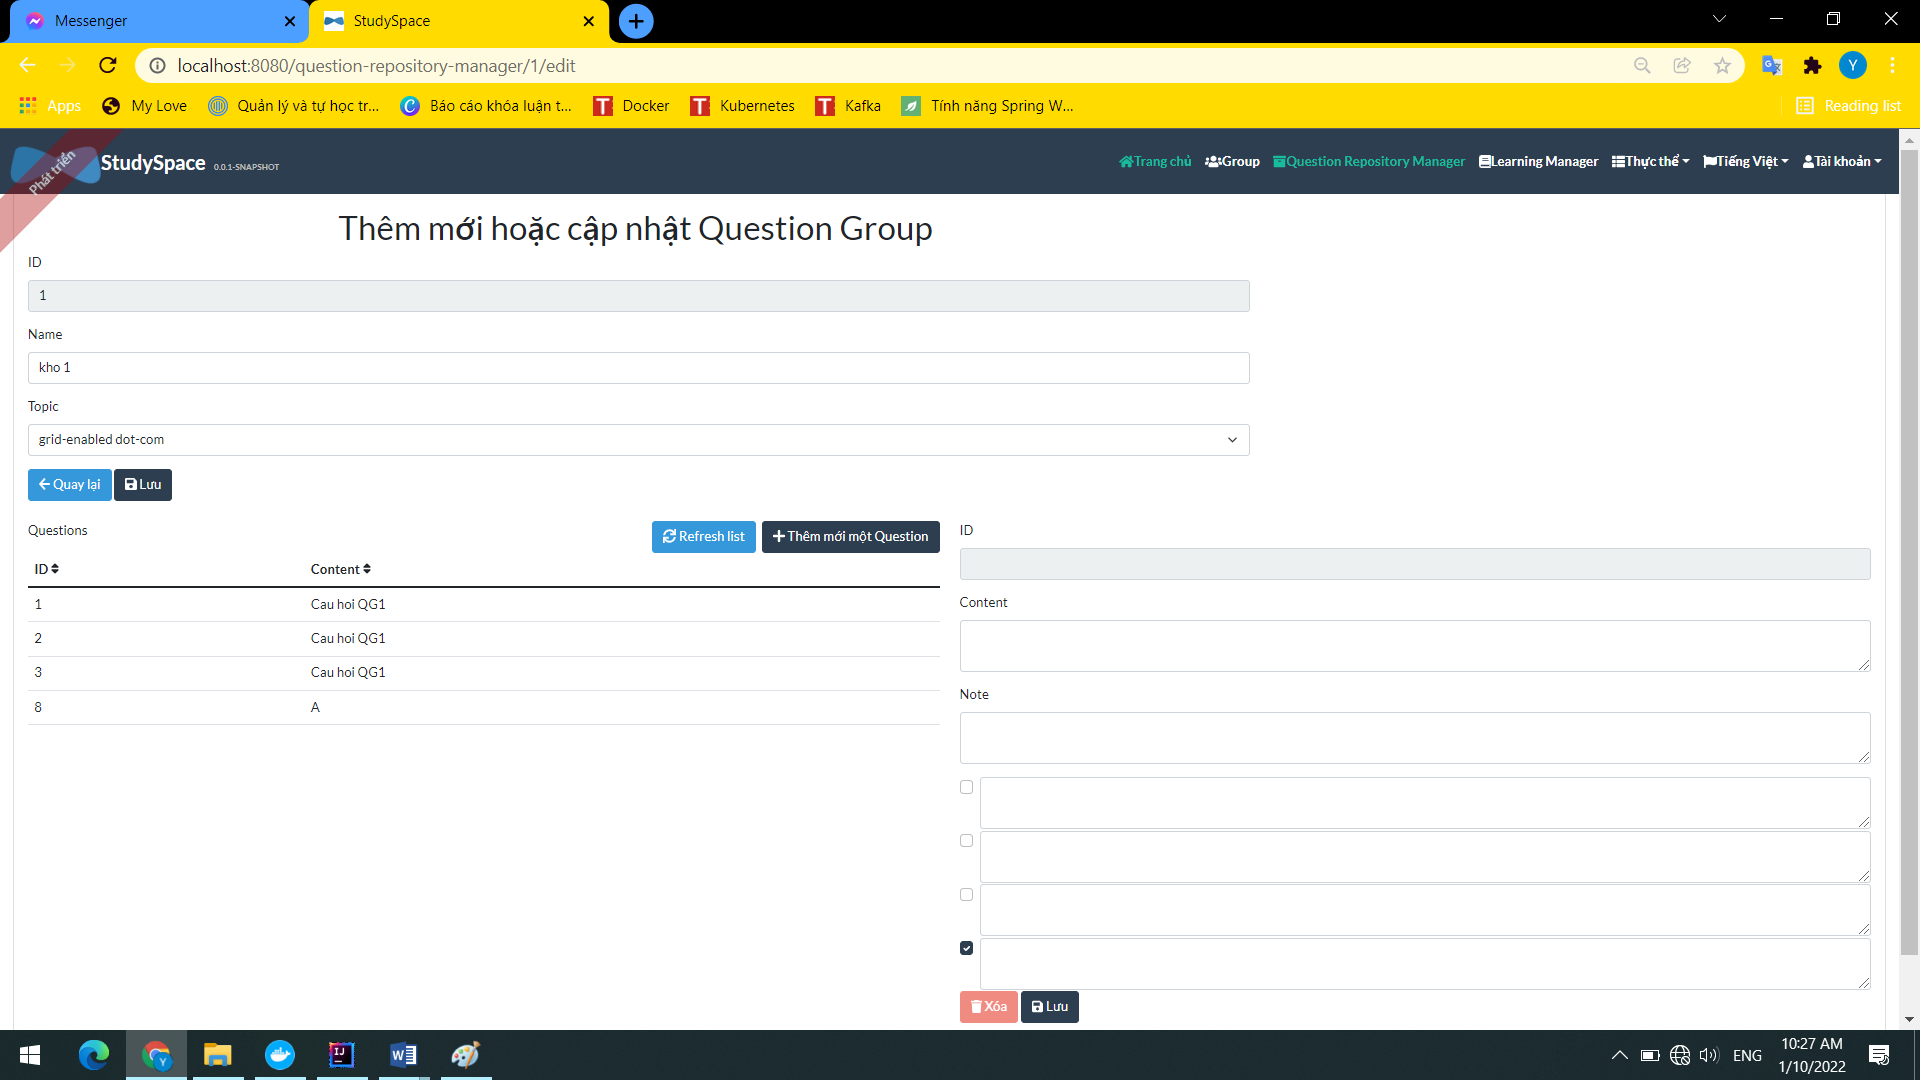 Messenger
StudySpace
localhost:8080/question-repository-manager/1/edit
Y
Apps
My Love
Quản lý và tự học tr...
Báo cáo khóa luận t...
Docker
Kubernetes
Kafka
Tính năng Spring W...
Reading list
Phát triển
StudySpace 0.0.1-SNAPSHOT
Trang chủ
Group
Question Repository Manager
Learning Manager
Thực thể
Tiếng Việt
Tài khoản
Thêm mới hoặc cập nhật Question Group
ID
1
Name
kho 1
Topic
grid-enabled dot-com
Quay lại
Lưu
Questions
Refresh list
Thêm mới một Question
ID Content
1 Cau hoi QG1
2 Cau hoi QG1
3 Cau hoi QG1
8 A
ID
Content
Note
Xóa
Lưu
ENG
10:27 AM
1/10/2022